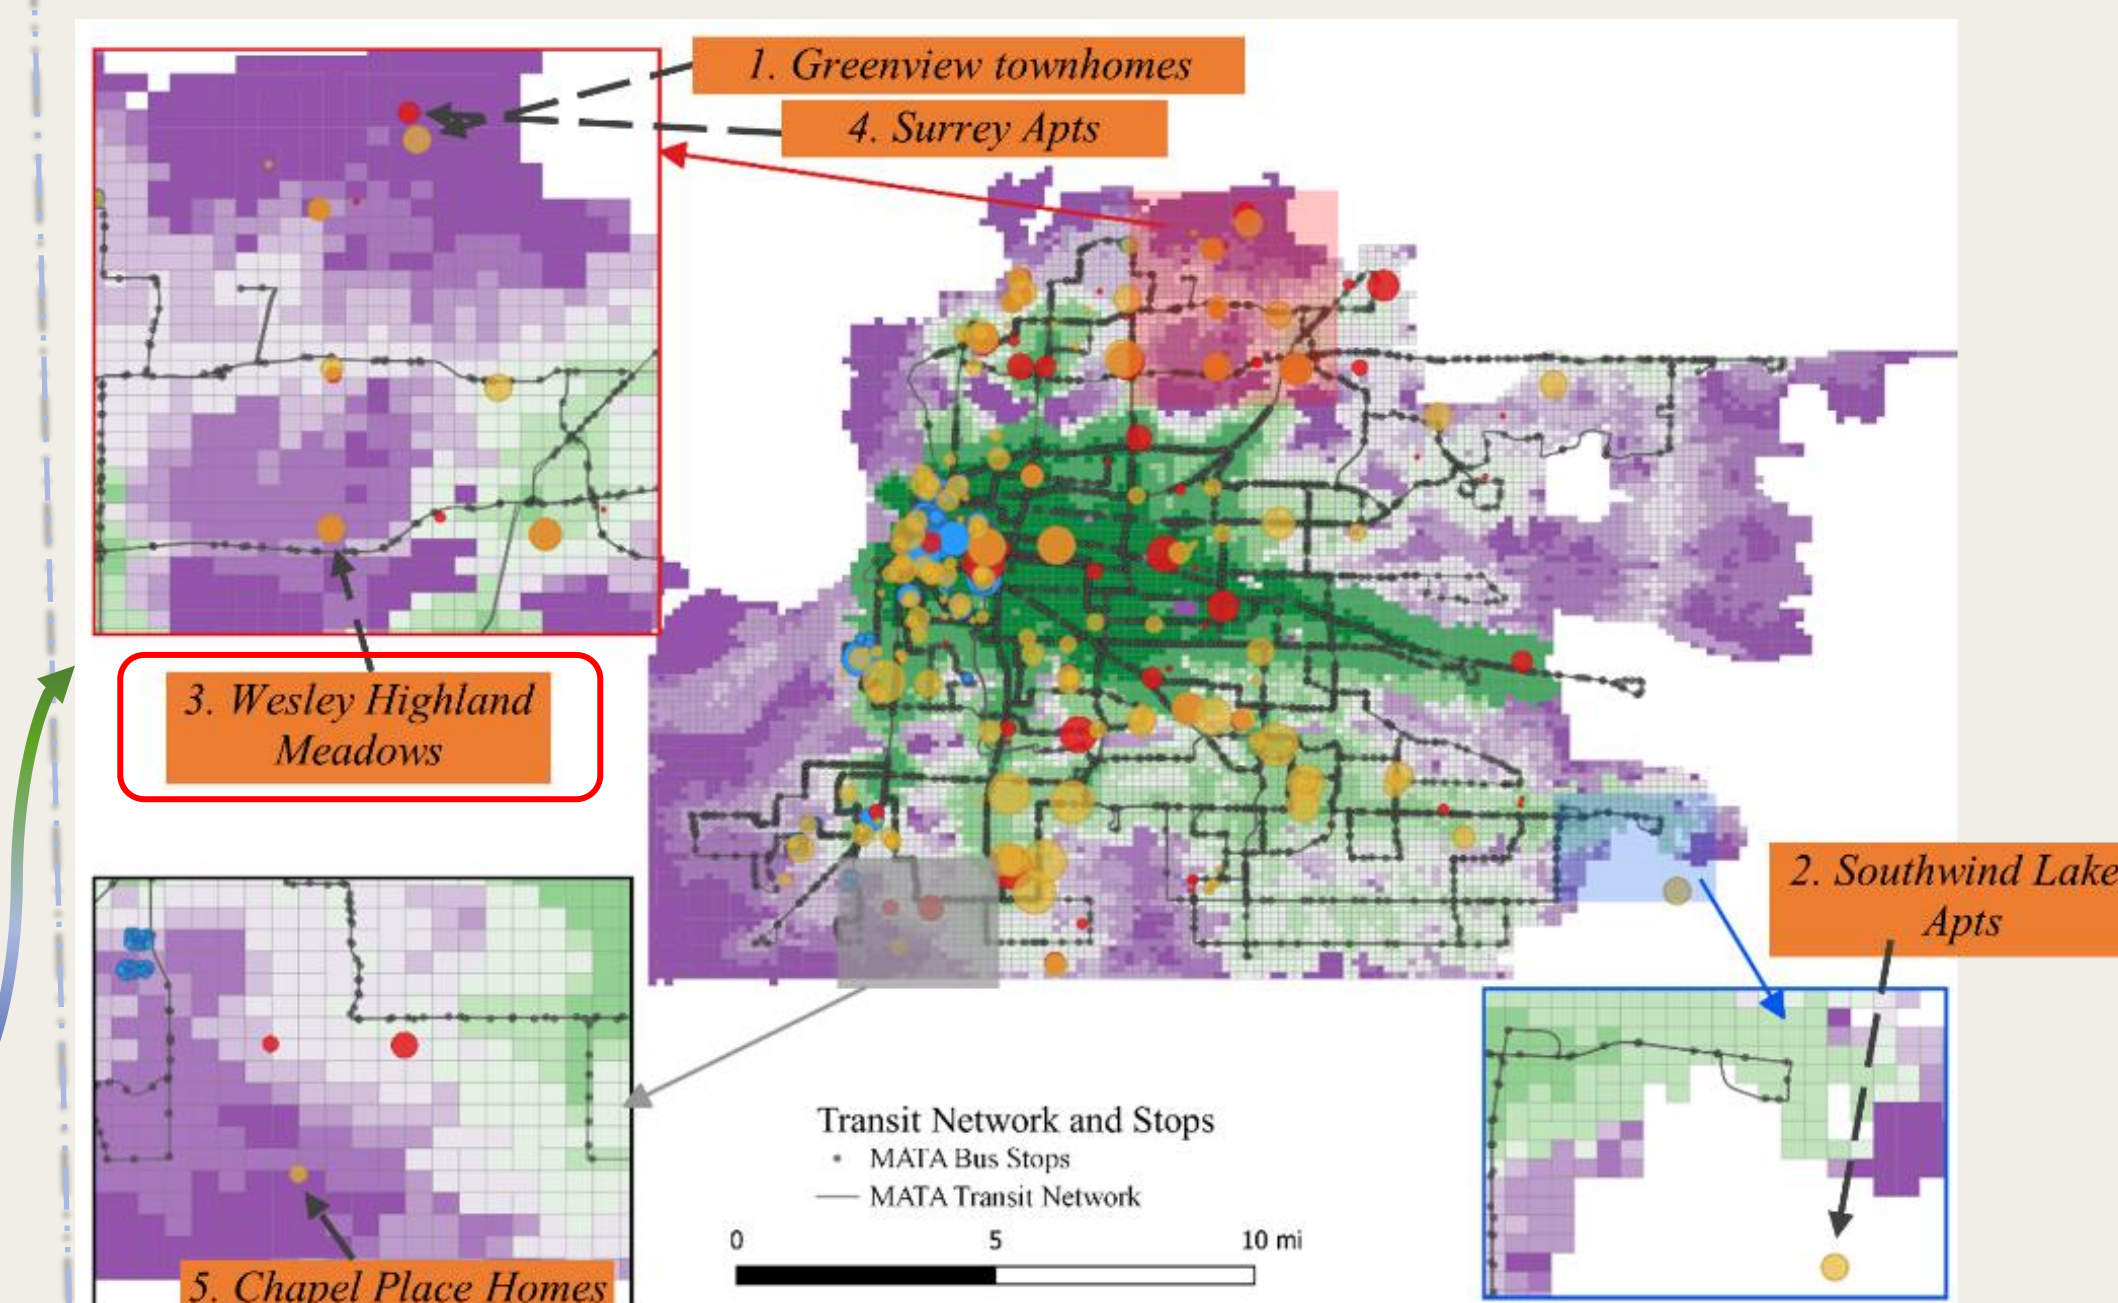 1. Greenview townhomes
4. Surrey Apts
3. Wesley Highland
Meadows
2. Southwind Lake
Apts
5. Chapel Place Homes
Transit Network and Stops
MATA Bus Stops
MATA Transit Network
0 5 10 mi